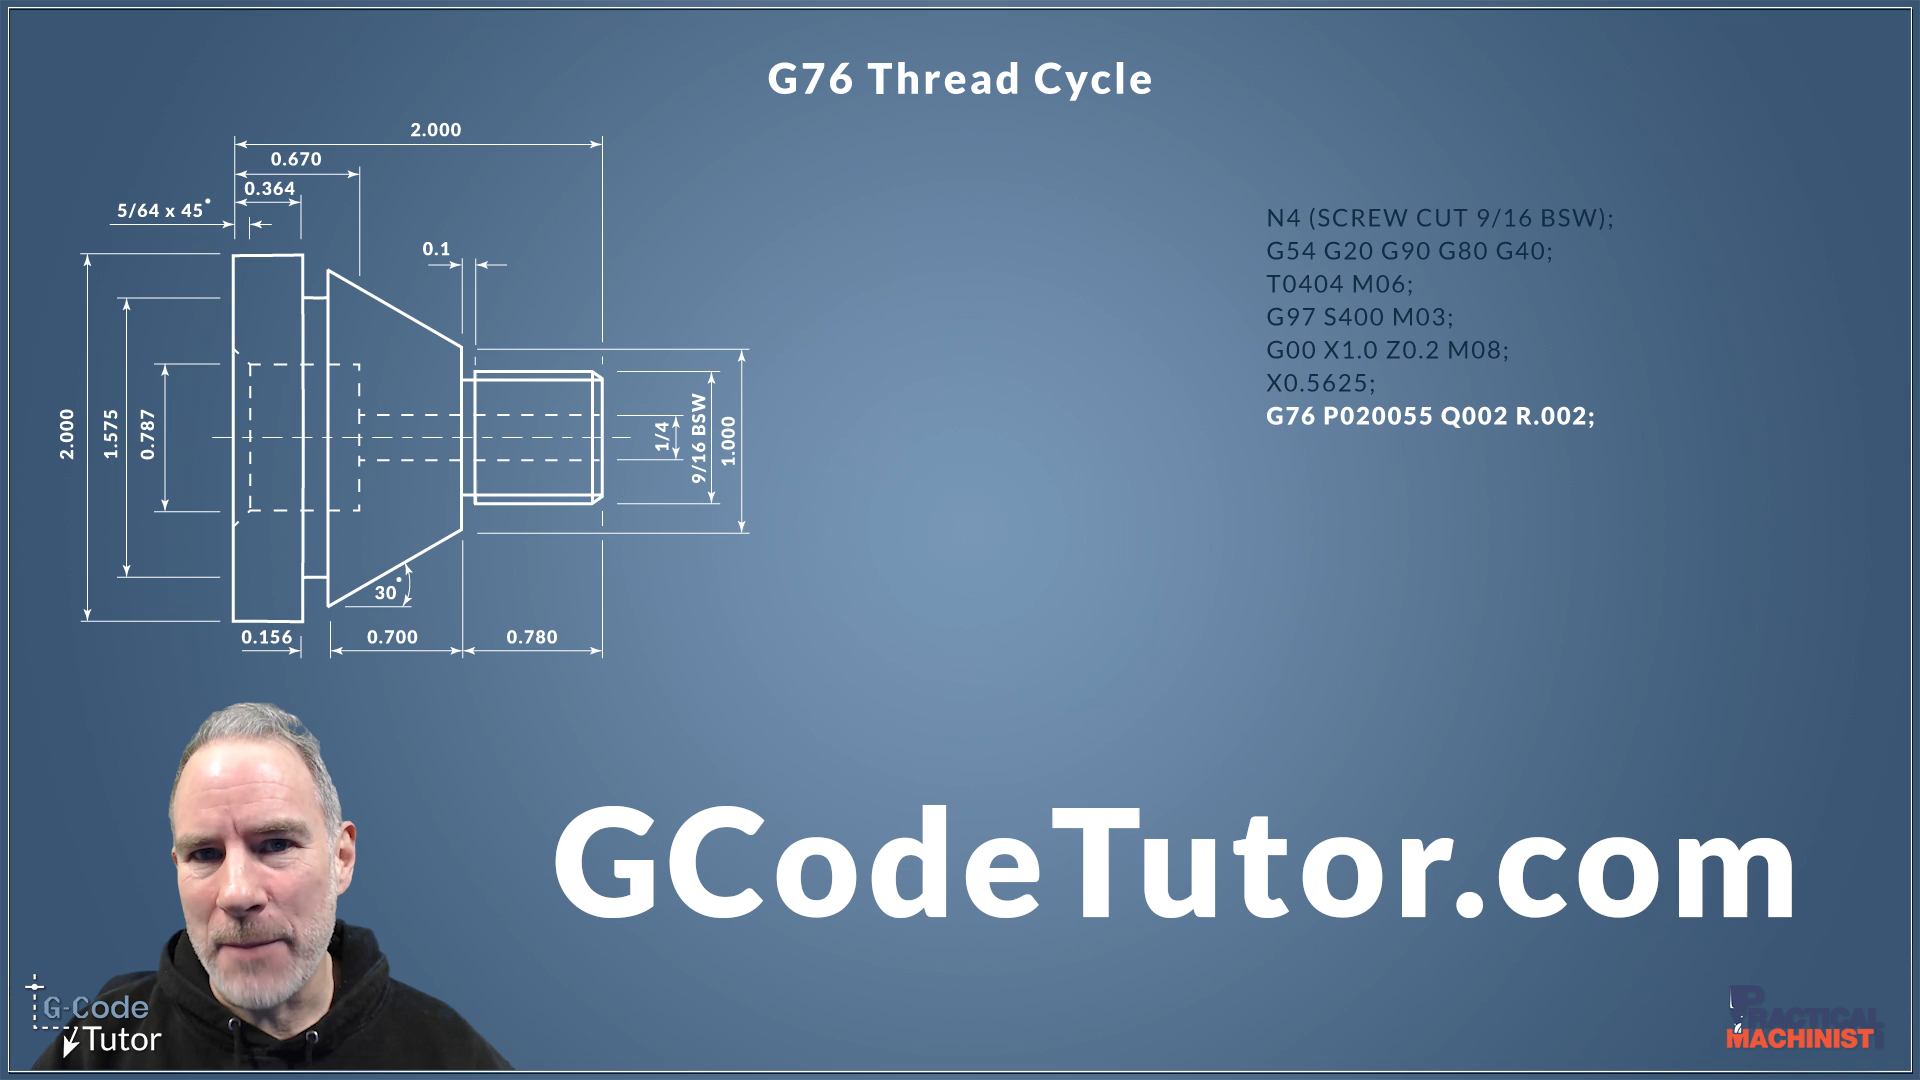 G76 Thread Cycle
2.000
0.670
0.364
5/64 x 45°
0.1
N4 (SCREW CUT 9/16 BSW);
G54 G20 G90 G80 G40;
T0404 M06;
G97 S400 M03;
G00 X1.0 Z0.2 M08;
X0.5625;
G76 P020055 Q002 R.002;
2.000
1.575
0.787
1/4
9/16 BSW
1.000
30°
0.156
0.700
0.780
GCodeTutor.com
G-Code
Tutor
PRACTICAL
MACHINIST